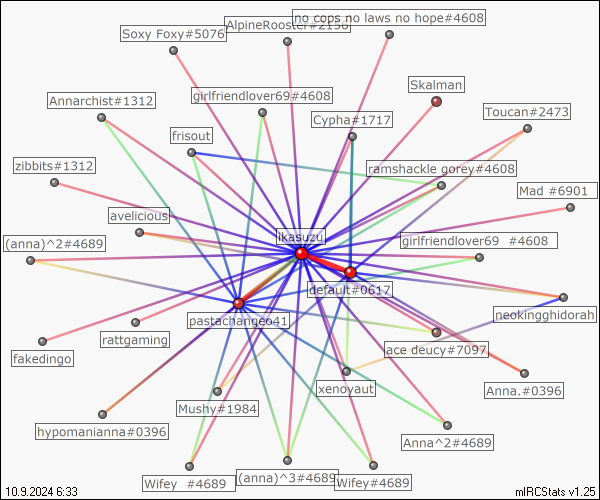 no cops no laws no hope#4608
AlpineRooster#2156
Soxy Foxy#5076
Skalman
Annarchist#1312
girlfriendlover69#4608
Toucan#2473
Cypha#1717
frisout
zibbits#1312
ramshackle gorey#4608
Mad #6901
avelicious
ikasuzu
(anna)^2#4689
girlfriendlover69 #4608
default#0617
neokingghidorah
pastachangeo41
rattgaming
ace deucy#7097
fakedingo
xenovaut
Anna.#0396
Mushy#1984
hypomanianna#0396
Anna^2#4689
(anna)^3#4689
Wifey #4689
Wifey#4689
10.9.2024 6:33
mIRCStats v1.25